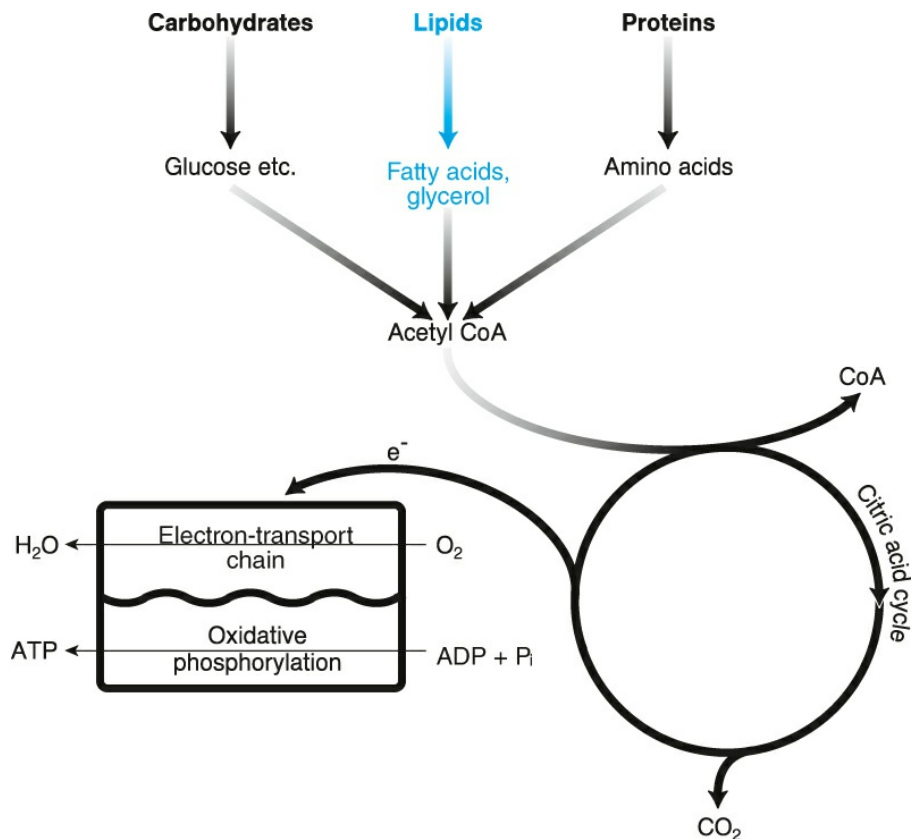 Carbohydrates
Lipids
Proteins
Glucose etc.
Fatty acids,
glycerol
Amino acids
Acetyl CoA
CoA
e⁻
Citric acid cycle
Electron-transport
chain
H₂O
O₂
Oxidative
phosphorylation
ATP
ADP + Pᵢ
CO₂